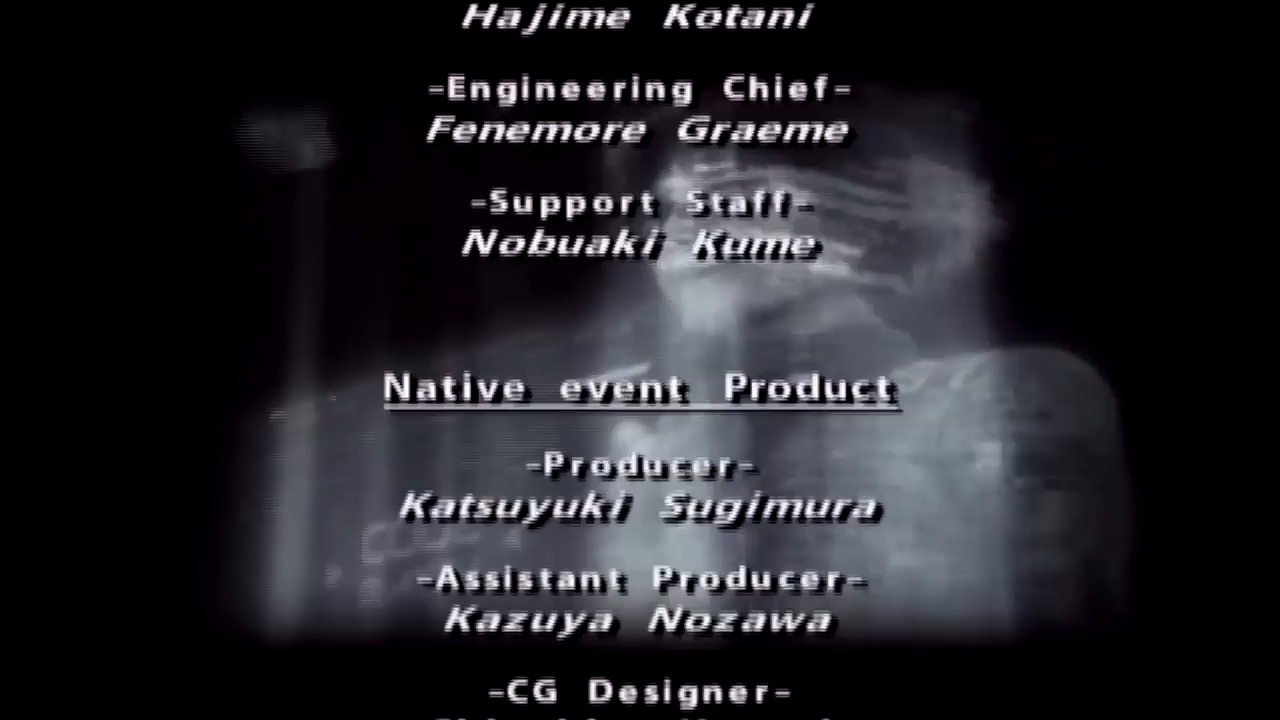 Hajime Kotani
-Engineering Chief-
Fenemore Graeme
-Support Staff-
Nobuaki Kume
Native event Product
-Producer-
Katsuyuki Sugimura
-Assistant Producer-
Kazuya Nozawa
-CG Designer-